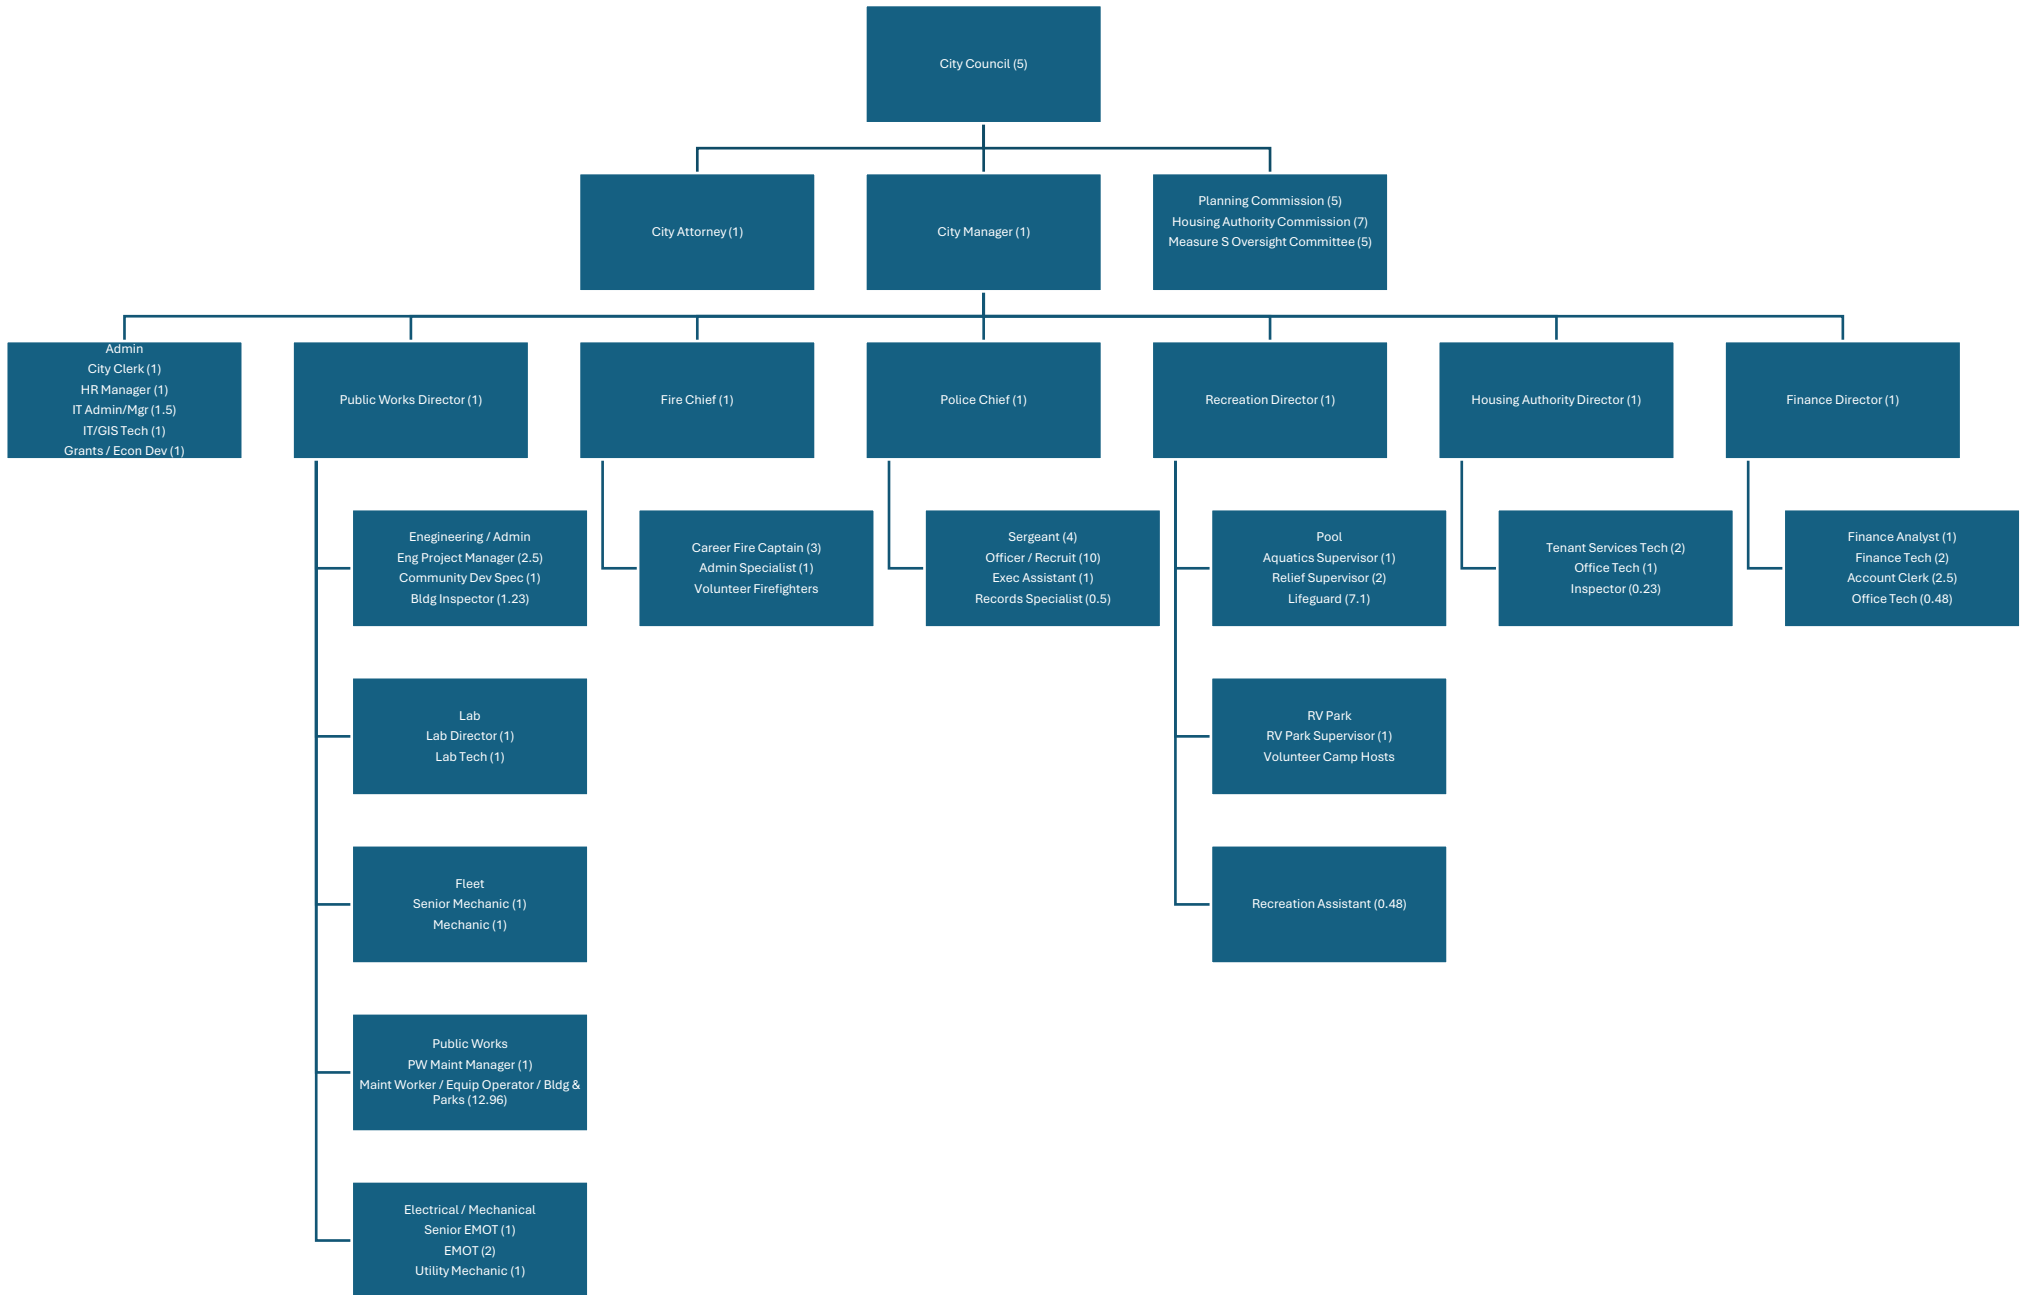 City Council (5)
City Attorney (1)
City Manager (1)
Planning Commission (5)
Housing Authority Commission (7)
Measure S Oversight Committee (5)
Admin
City Clerk (1)
HR Manager (1)
IT Admin/Mgr (1.5)
IT/GIS Tech (1)
Grants / Econ Dev (1)
Public Works Director (1)
Fire Chief (1)
Police Chief (1)
Recreation Director (1)
Housing Authority Director (1)
Finance Director (1)
Enegineering / Admin
Eng Project Manager (2.5)
Community Dev Spec (1)
Bldg Inspector (1.23)
Career Fire Captain (3)
Admin Specialist (1)
Volunteer Firefighters
Sergeant (4)
Officer / Recruit (10)
Exec Assistant (1)
Records Specialist (0.5)
Pool
Aquatics Supervisor (1)
Relief Supervisor (2)
Lifeguard (7.1)
Tenant Services Tech (2)
Office Tech (1)
Inspector (0.23)
Finance Analyst (1)
Finance Tech (2)
Account Clerk (2.5)
Office Tech (0.48)
Lab
Lab Director (1)
Lab Tech (1)
RV Park
RV Park Supervisor (1)
Volunteer Camp Hosts
Fleet
Senior Mechanic (1)
Mechanic (1)
Recreation Assistant (0.48)
Public Works
PW Maint Manager (1)
Maint Worker / Equip Operator / Bldg &
Parks (12.96)
Electrical / Mechanical
Senior EMOT (1)
EMOT (2)
Utility Mechanic (1)